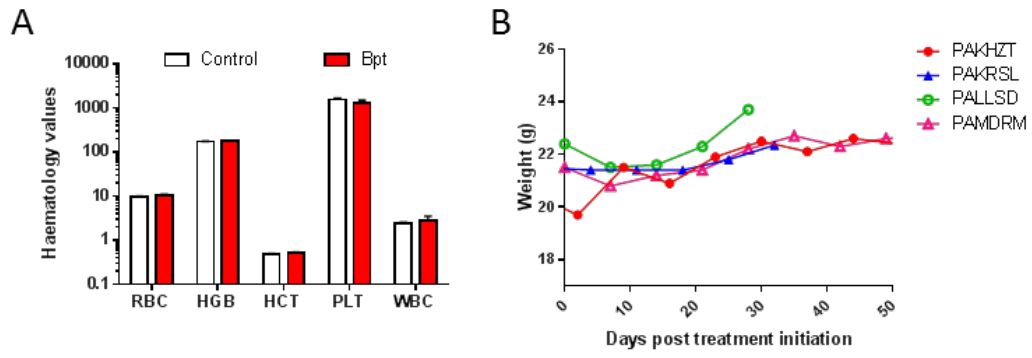 A
Control Bpt
Haematology values
10000
1000
100
10
1
0.1
RBC HGB HCT PLT WBC
B
Weight (g)
26
24
22
20
18
0 10 20 30 40 50
Days post treatment initiation
PAKHZT
PAKRSL
PALLSD
PAMDRM